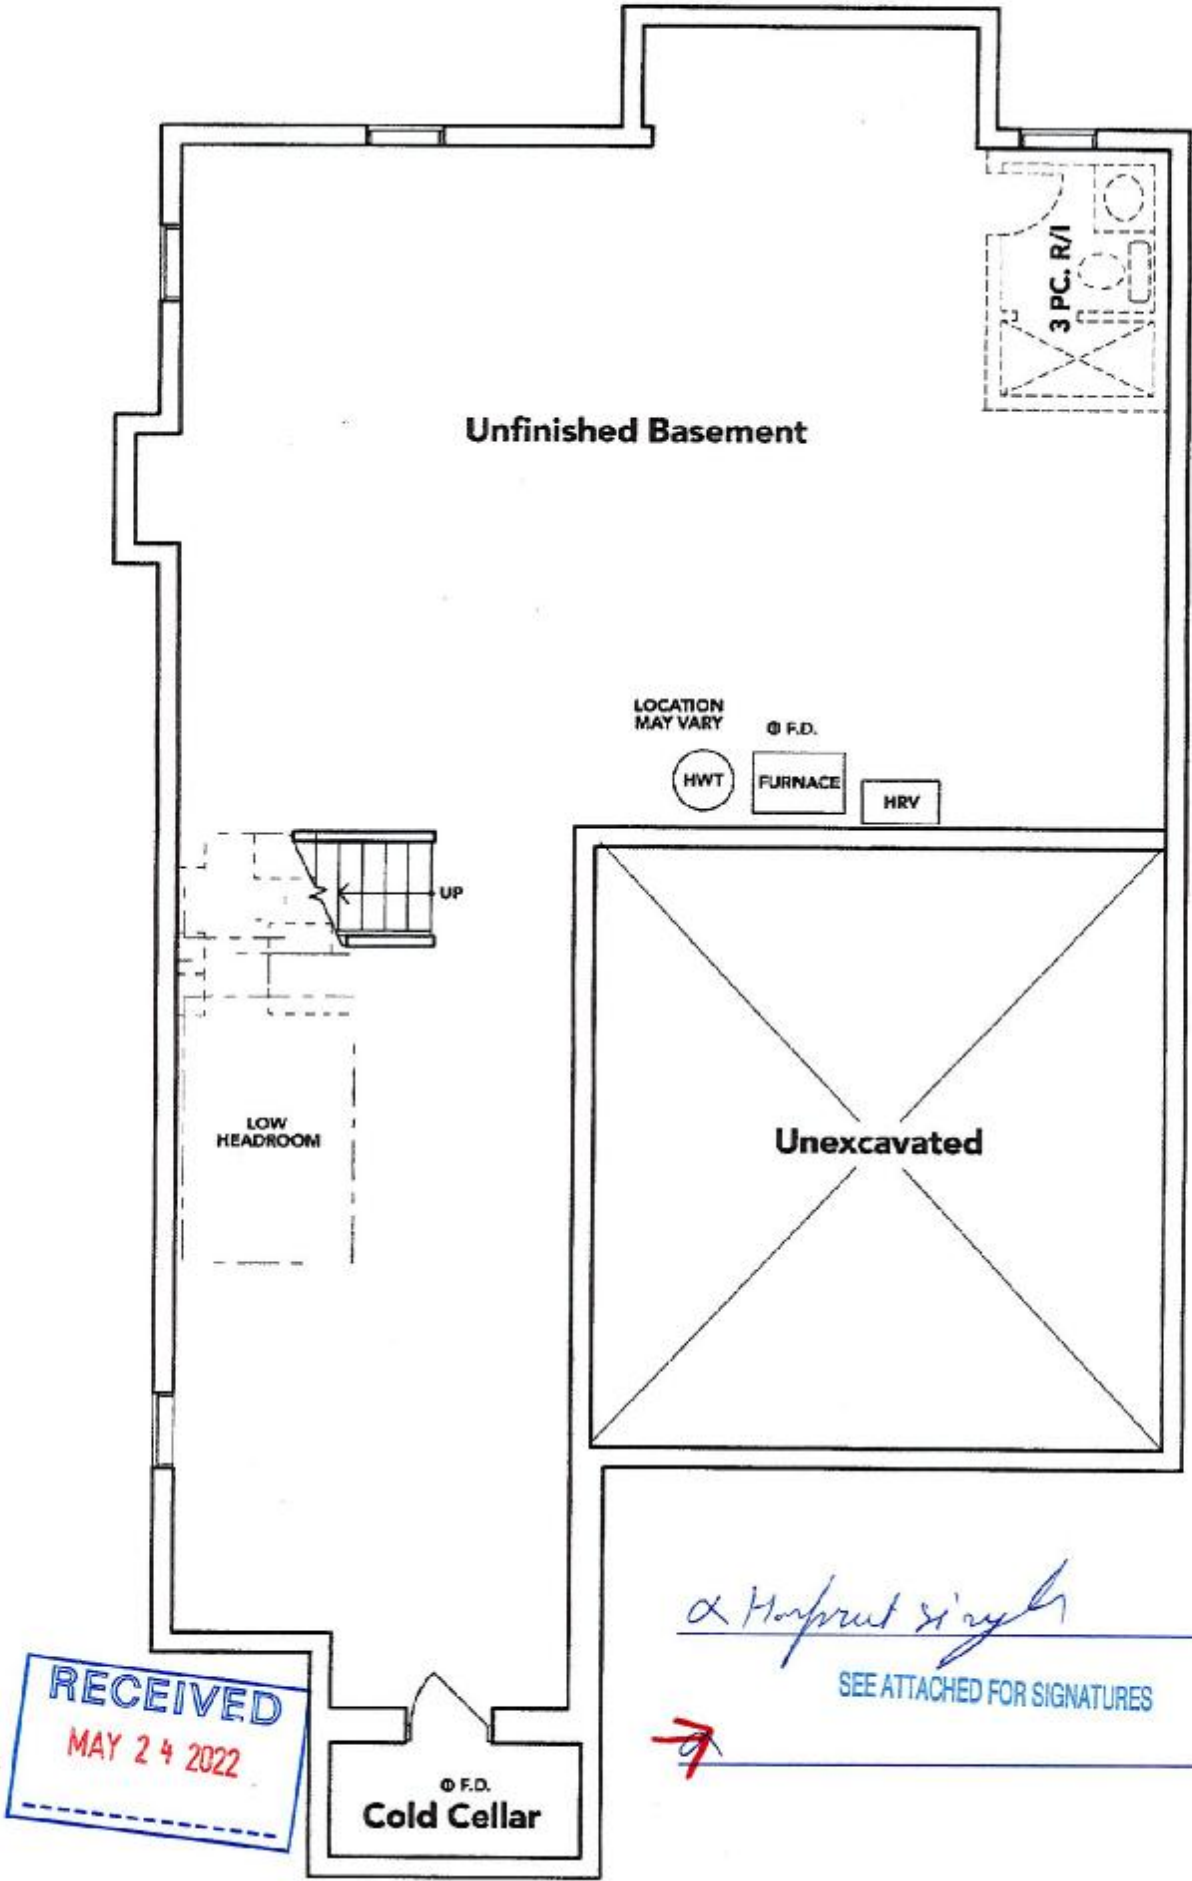 3 PC. R/I
Unfinished Basement
LOCATION
MAY VARY
Φ F.D.
HWT
FURNACE
HRV
UP
LOW
HEADROOM
Unexcavated
RECEIVED
MAY 24 2022
SEE ATTACHED FOR SIGNATURES
Φ F.D.
Cold Cellar